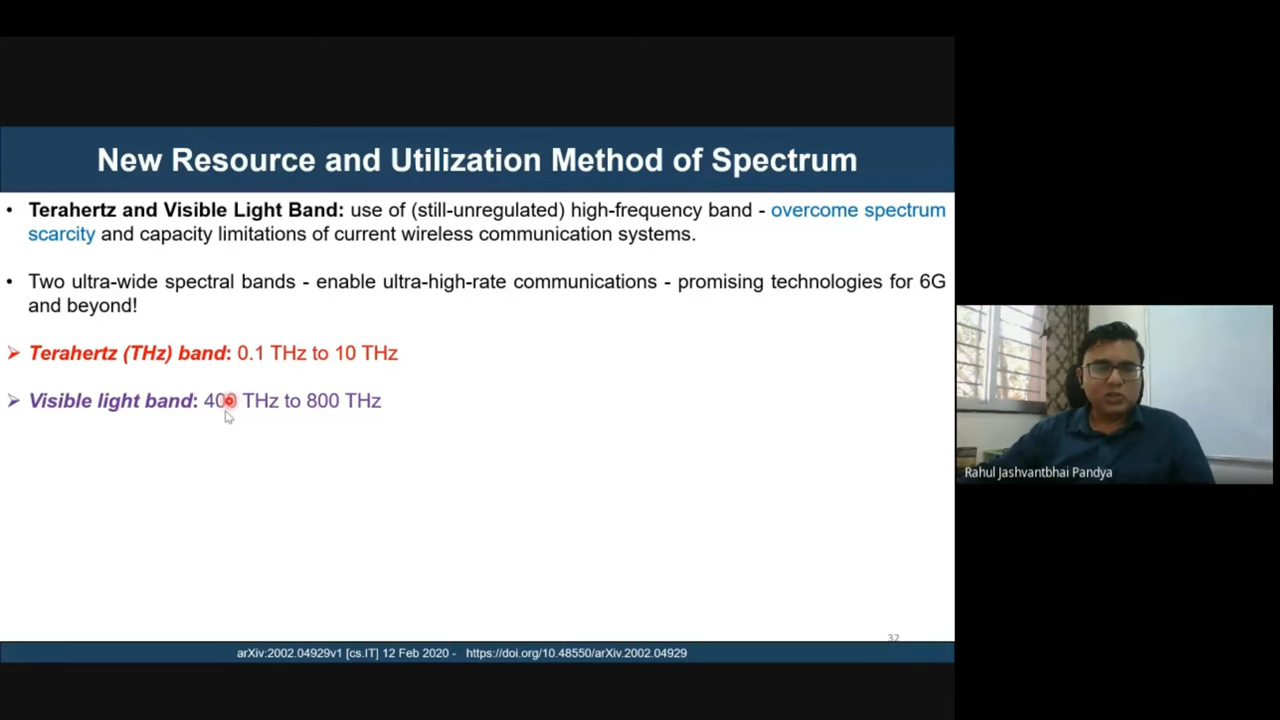 New Resource and Utilization Method of Spectrum
• Terahertz and Visible Light Band: use of (still-unregulated) high-frequency band - overcome spectrum
scarcity and capacity limitations of current wireless communication systems.
• Two ultra-wide spectral bands - enable ultra-high-rate communications - promising technologies for 6G
and beyond!
➢ Terahertz (THz) band: 0.1 THz to 10 THz
➢ Visible light band: 400 THz to 800 THz
Rahul Jashvantbhai Pandya
32
arXiv:2002.04929v1 [cs.IT] 12 Feb 2020 - https://doi.org/10.48550/arXiv.2002.04929